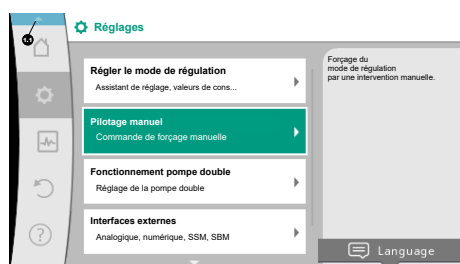 Réglages
1.1
Régler le mode de régulation
Assistant de réglage, valeurs de cons...
Pilotage manuel
Commande de forçage manuelle
Fonctionnement pompe double
Réglage de la pompe double
Interfaces externes
Analogique, numérique, SSM, SBM
Forçage du
mode de régulation
par une intervention manuelle.
Language